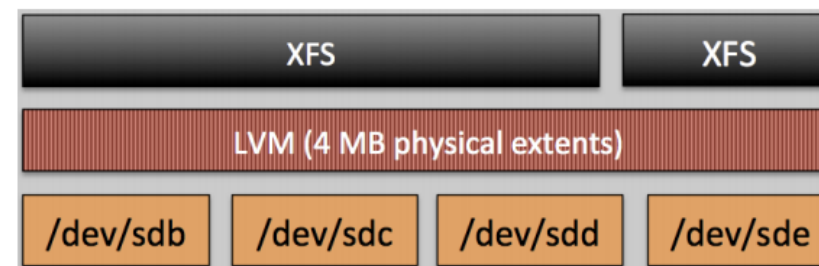 XFS XFS
LVM (4 MB physical extents)
/dev/sdb /dev/sdc /dev/sdd /dev/sde